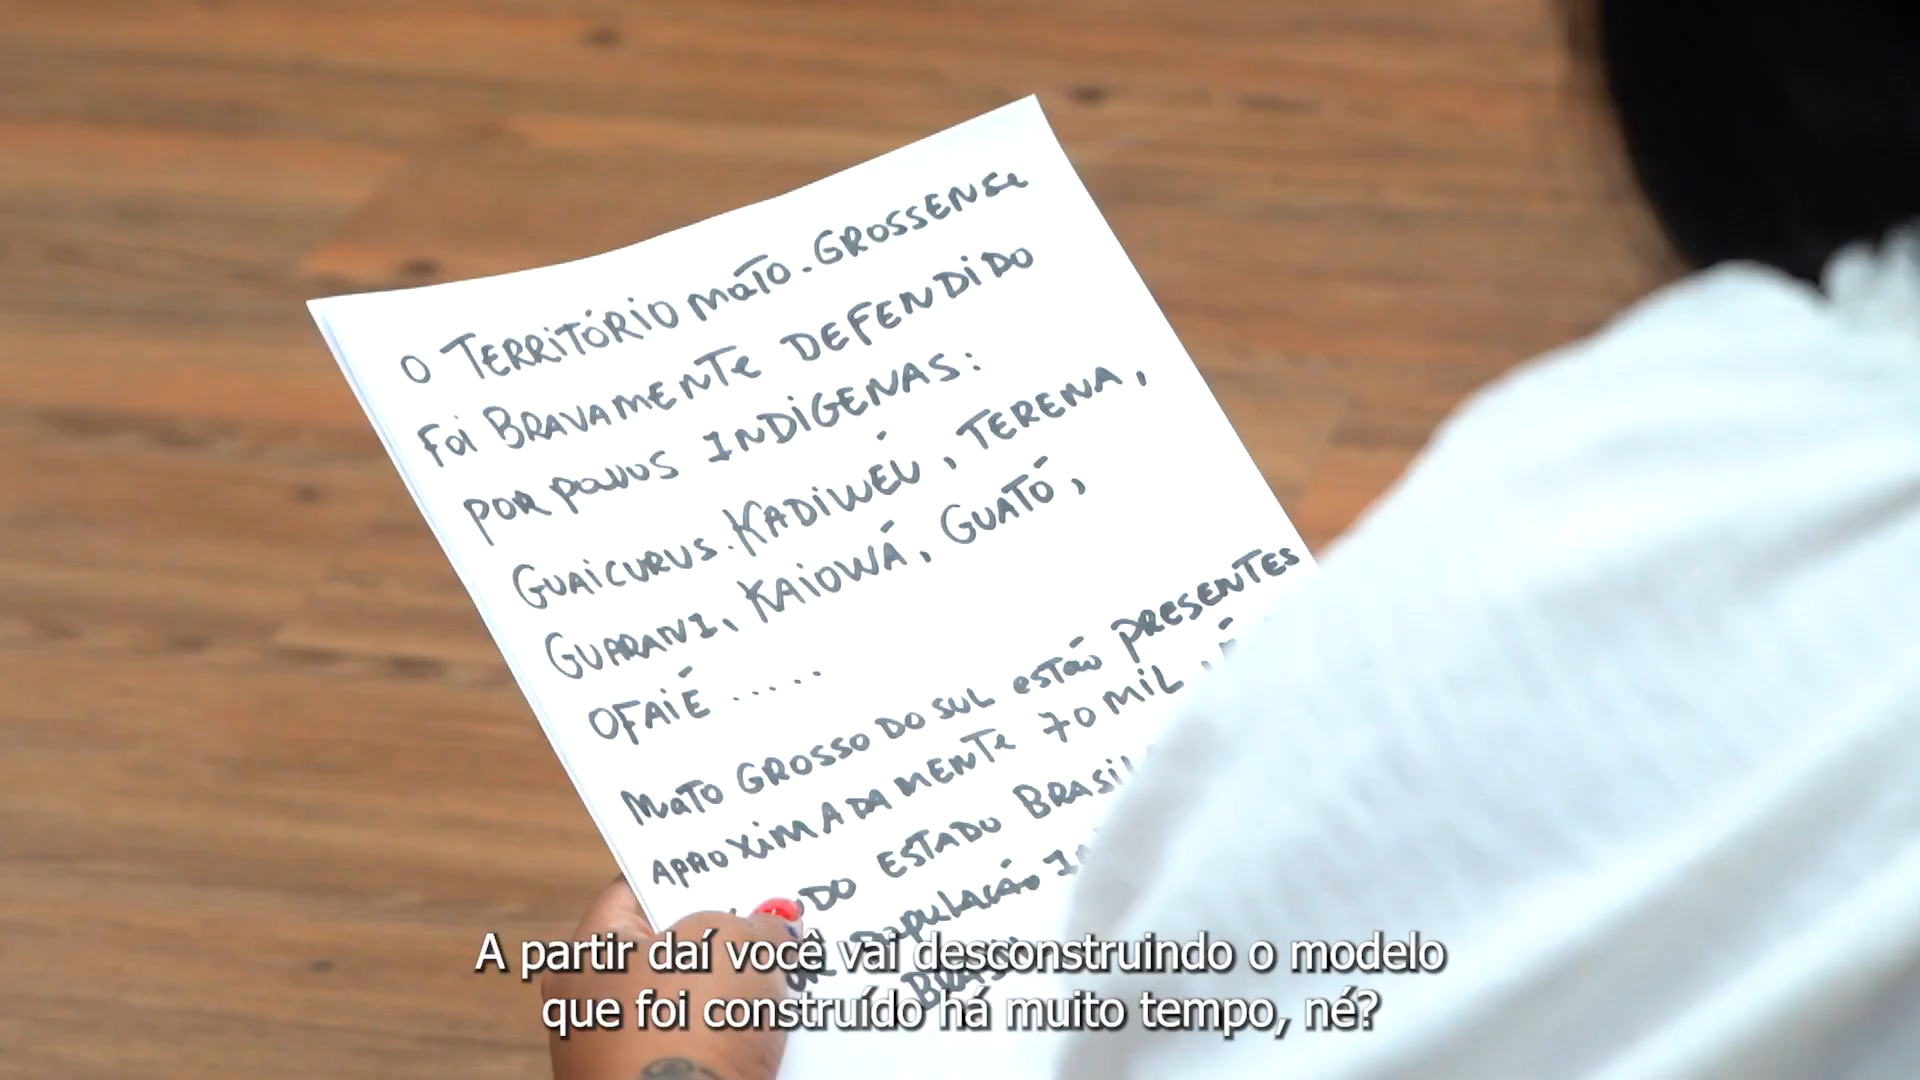 O TERRITÓRIO MATO-GROSSENSE
FOI BRAVAMENTE DEFENDIDO
POR POVOS INDÍGENAS:
GUAICURUS.KADIWÉU, TERENA,
GUARANI, KAIOWÁ, GUATÓ,
OFAIÉ .....
MATO GROSSO DO SUL ESTÃO PRESENTES
APROXIMADAMENTE 70 MIL
ESTADO
POPULAÇÃO
A partir daí você vai desconstruindo o modelo
que foi construído há muito tempo, né?